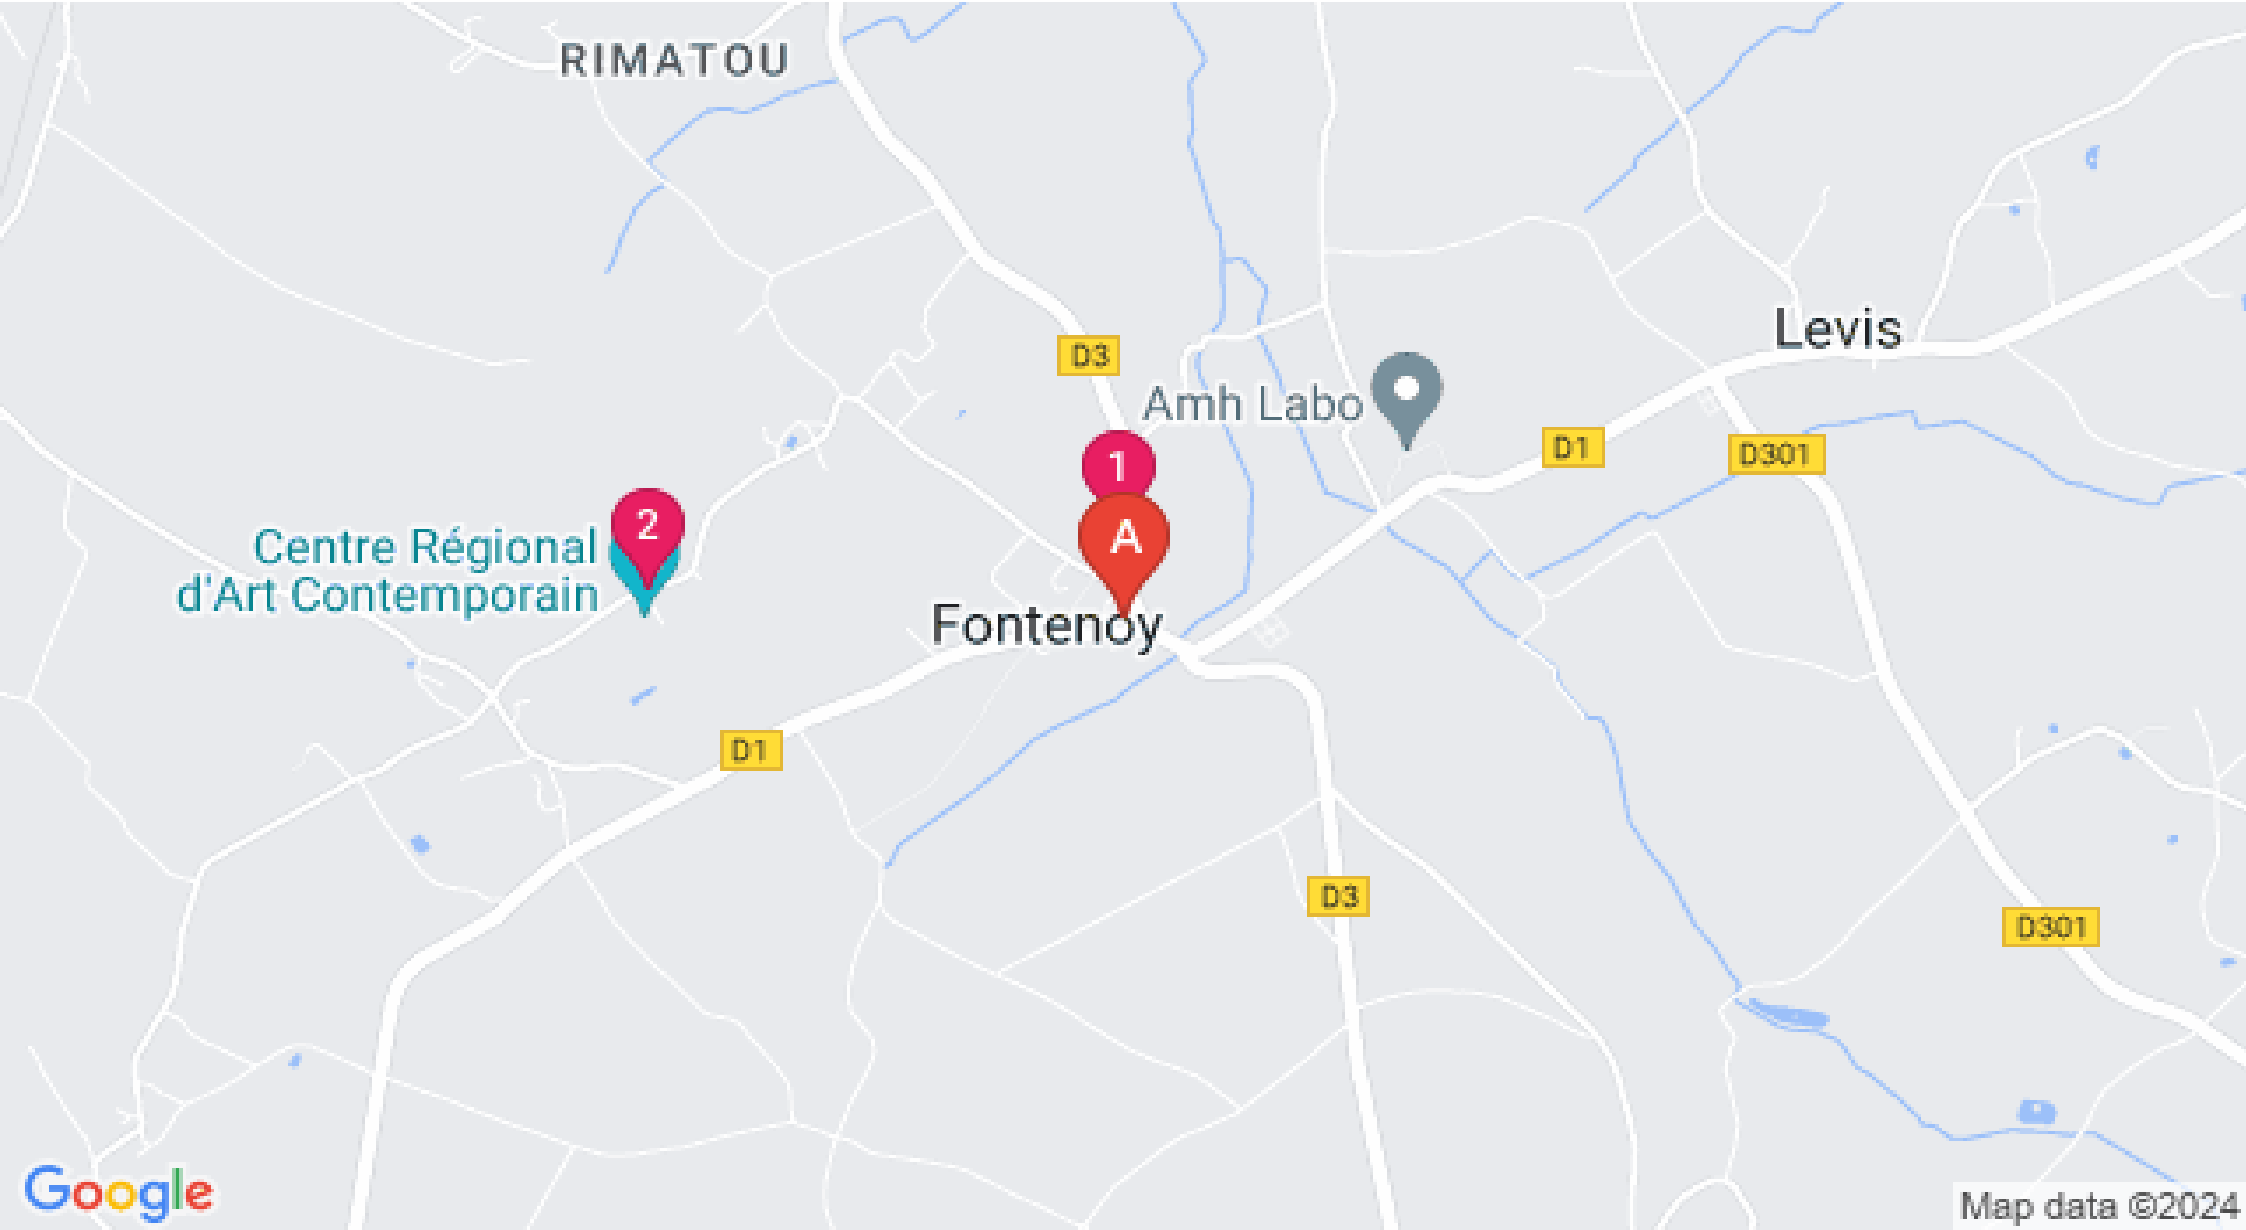 RIMATOU
Levis
D3
Amh Labo
D1
D301
1
2
A
Centre Régional
d'Art Contemporain
Fontenoy
D1
D3
D301
Google
Map data ©2024